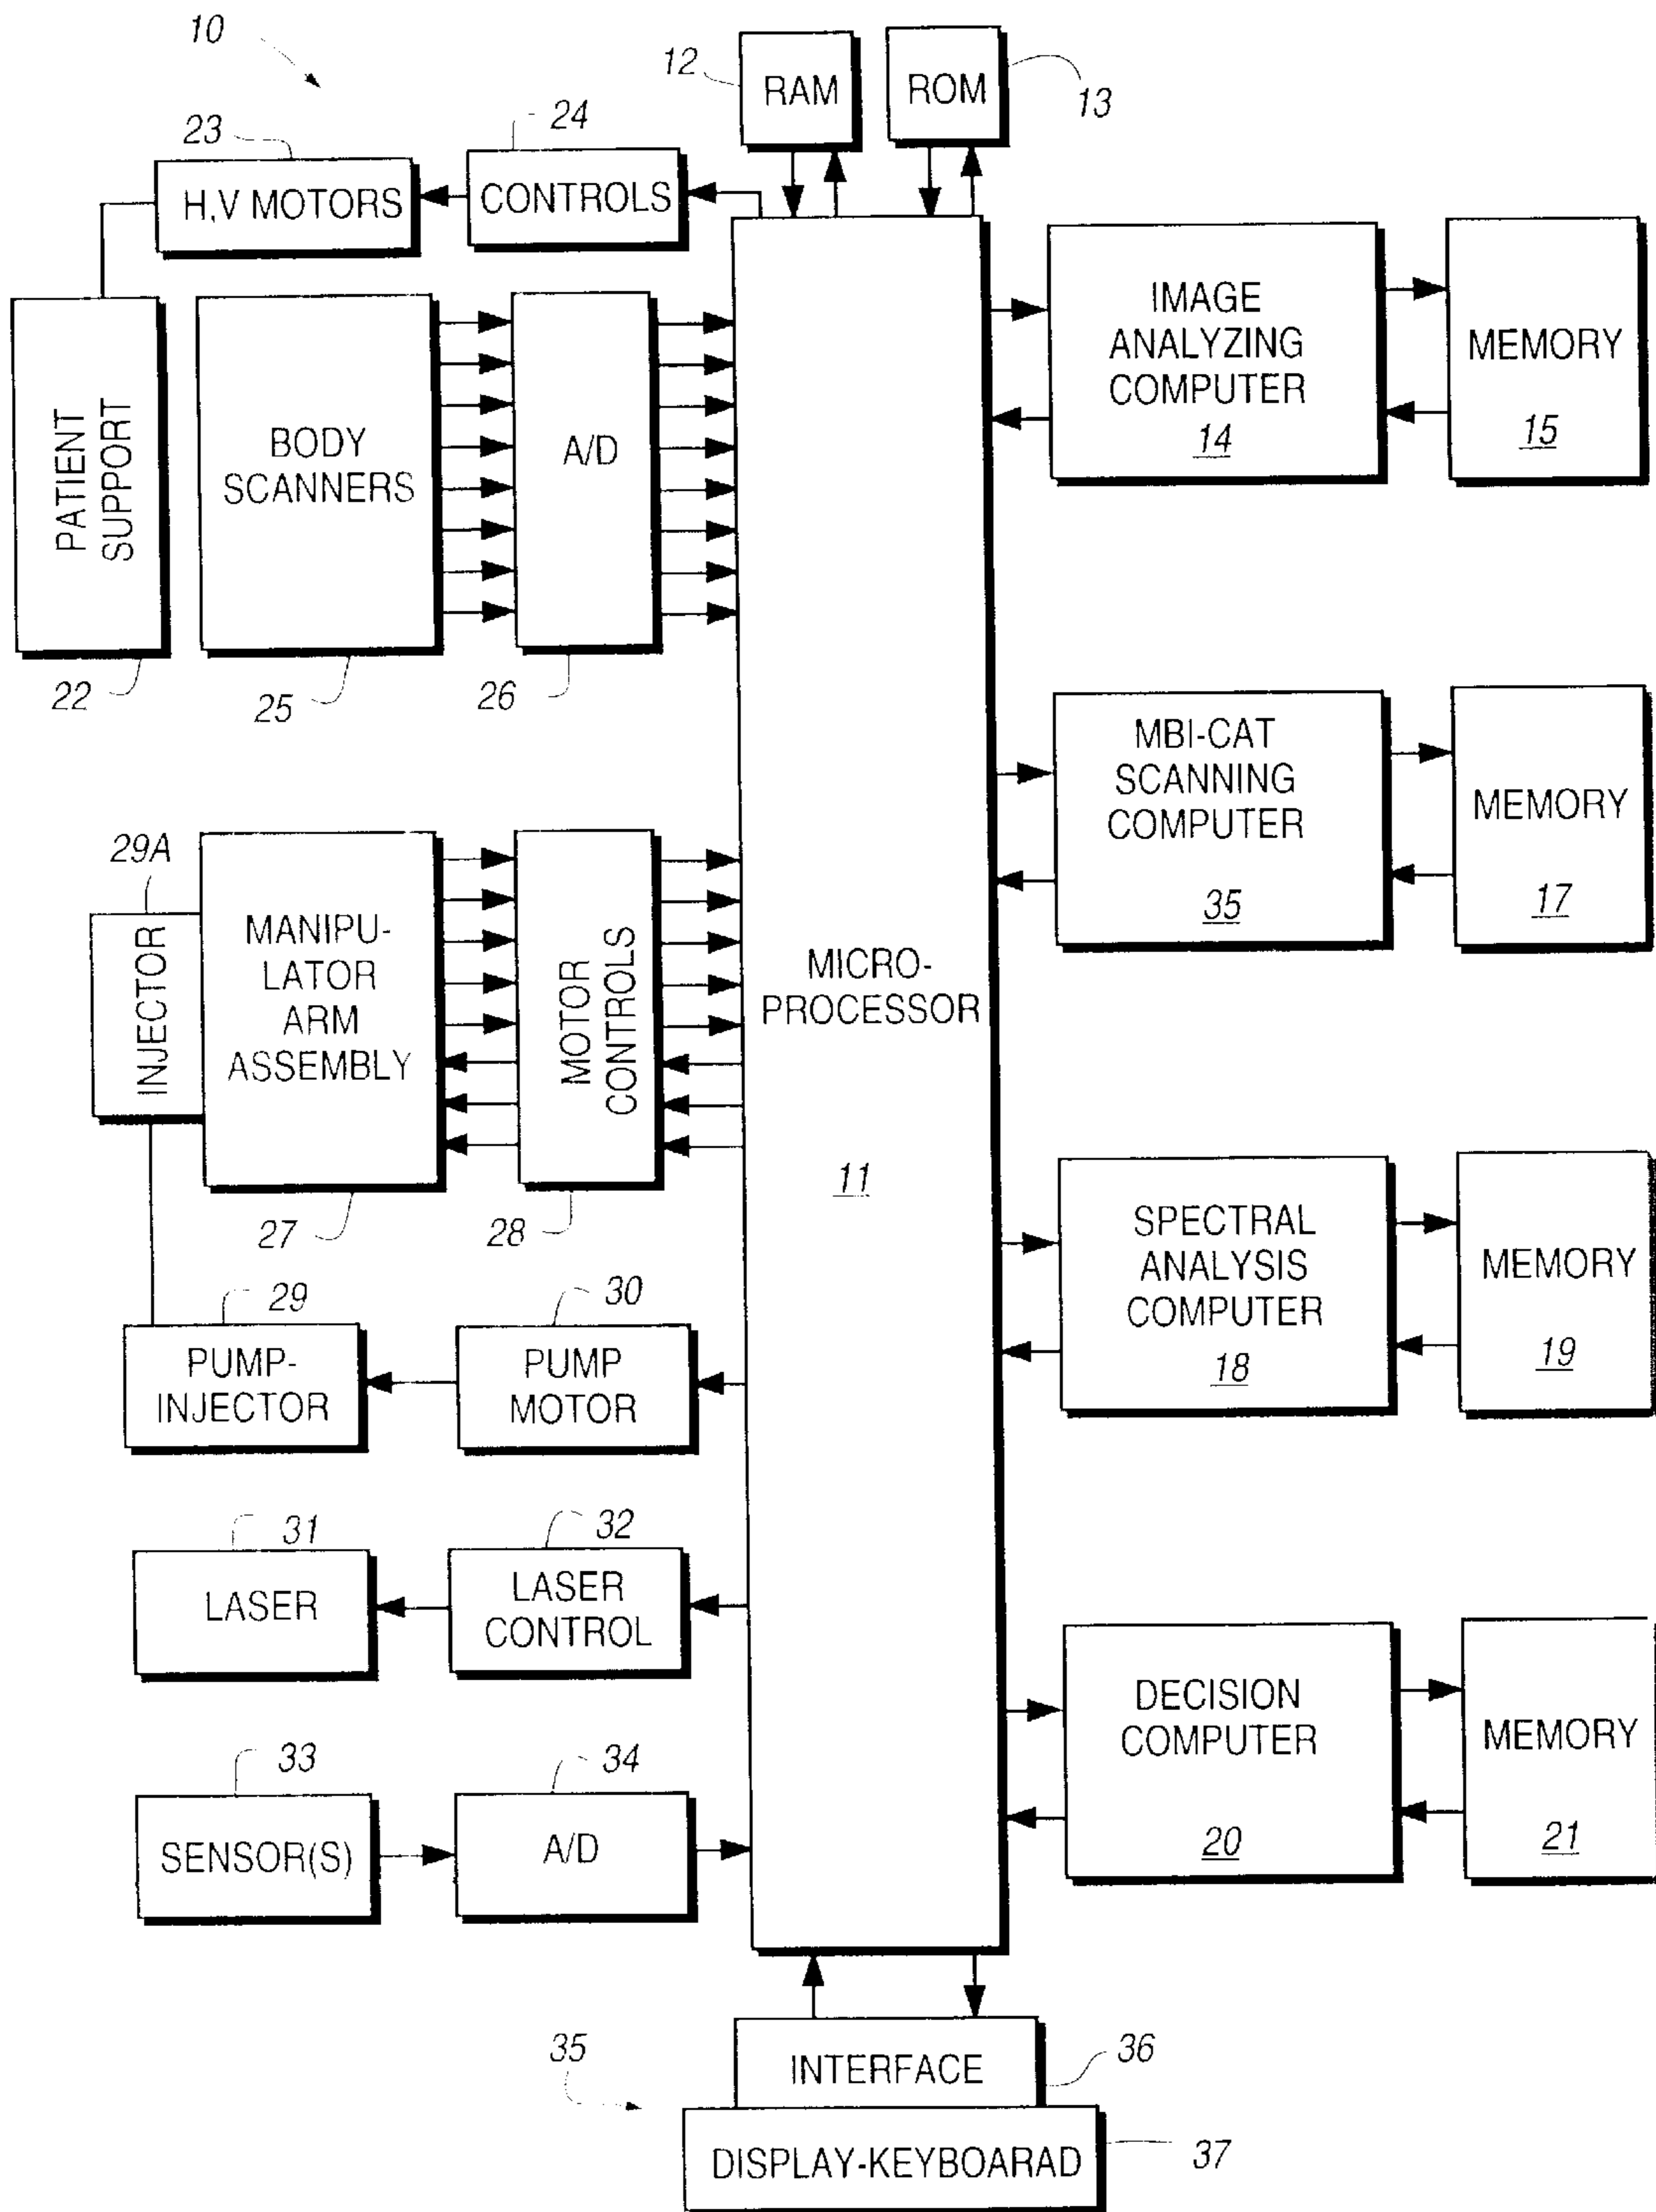 10
12
RAM
ROM
13
23
H,V MOTORS
24
CONTROLS
PATIENT
SUPPORT
22
BODY
SCANNERS
25
A/D
26
IMAGE
ANALYZING
COMPUTER
14
MEMORY
15
MBI-CAT
SCANNING
COMPUTER
35
MEMORY
17
29A
INJECTOR
MANIPU-
LATOR
ARM
ASSEMBLY
27
MOTOR
CONTROLS
28
MICRO-
PROCESSOR
11
SPECTRAL
ANALYSIS
COMPUTER
18
MEMORY
19
29
PUMP-
INJECTOR
30
PUMP
MOTOR
31
LASER
32
LASER
CONTROL
DECISION
COMPUTER
20
MEMORY
21
33
SENSOR(S)
34
A/D
35
INTERFACE
36
DISPLAY-KEYBOARAD
37